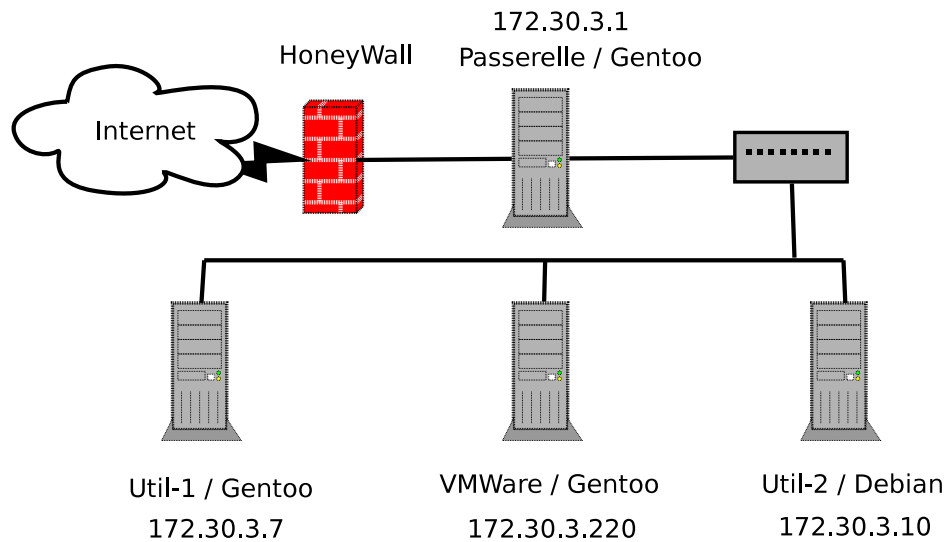 172.30.3.1
HoneyWall
Passerelle / Gentoo
Internet
Util-1 / Gentoo
172.30.3.7
VMWare / Gentoo
172.30.3.220
Util-2 / Debian
172.30.3.10